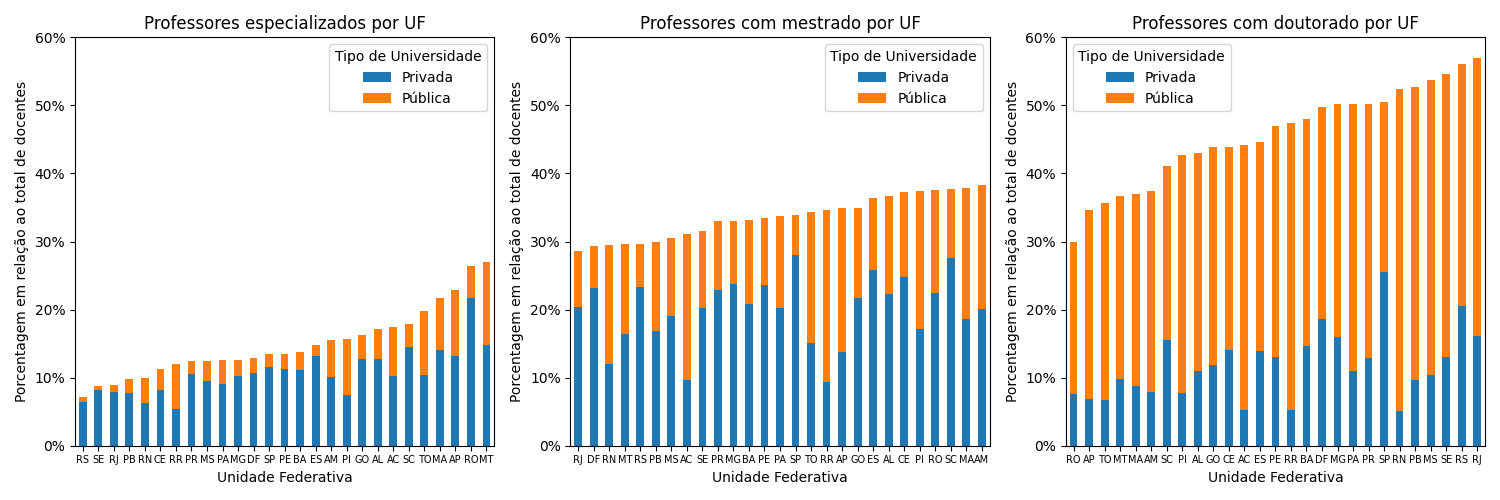 Professores especializados por UF
Porcentagem em relação ao total de docentes
60%
50%
40%
30%
20%
10%
0%
Tipo de Universidade
Privada
Pública
RS SE RJ PB RN CE RR PR MS PA MG DF SP PE BA ES AM PI GO AL AC SC TO MA AP RO MT
Unidade Federativa
Professores com mestrado por UF
Porcentagem em relação ao total de docentes
60%
50%
40%
30%
20%
10%
0%
Tipo de Universidade
Privada
Pública
RJ DF RN MT RS PB MS AC SE PR MG BA PE PA SP TO RR AP GO ES AL CE PI RO SC MA AM
Unidade Federativa
Professores com doutorado por UF
Porcentagem em relação ao total de docentes
60%
50%
40%
30%
20%
10%
0%
Tipo de Universidade
Privada
Pública
RO AP TO MT MA AM SC PI AL GO CE AC ES PE RR BA DF MG PA PR SP RN PB MS SE RS RJ
Unidade Federativa